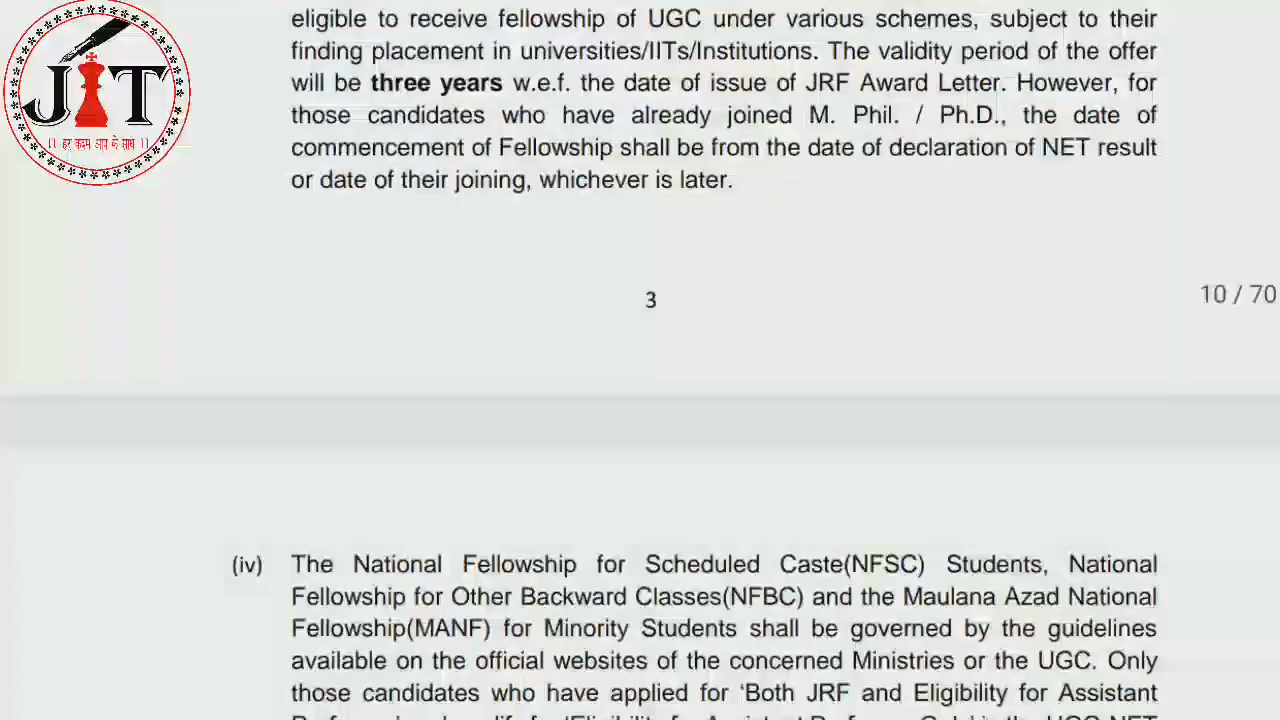 eligible to receive fellowship of UGC under various schemes, subject to their
finding placement in universities/IITs/Institutions. The validity period of the offer
will be three years w.e.f. the date of issue of JRF Award Letter. However, for
those candidates who have already joined M. Phil. / Ph.D., the date of
commencement of Fellowship shall be from the date of declaration of NET result
or date of their joining, whichever is later.
JIT
।। हर कदम आप के साथ ।।
3
10 / 70
(iv) The National Fellowship for Scheduled Caste(NFSC) Students, National
Fellowship for Other Backward Classes(NFBC) and the Maulana Azad National
Fellowship(MANF) for Minority Students shall be governed by the guidelines
available on the official websites of the concerned Ministries or the UGC. Only
those candidates who have applied for ‘Both JRF and Eligibility for Assistant